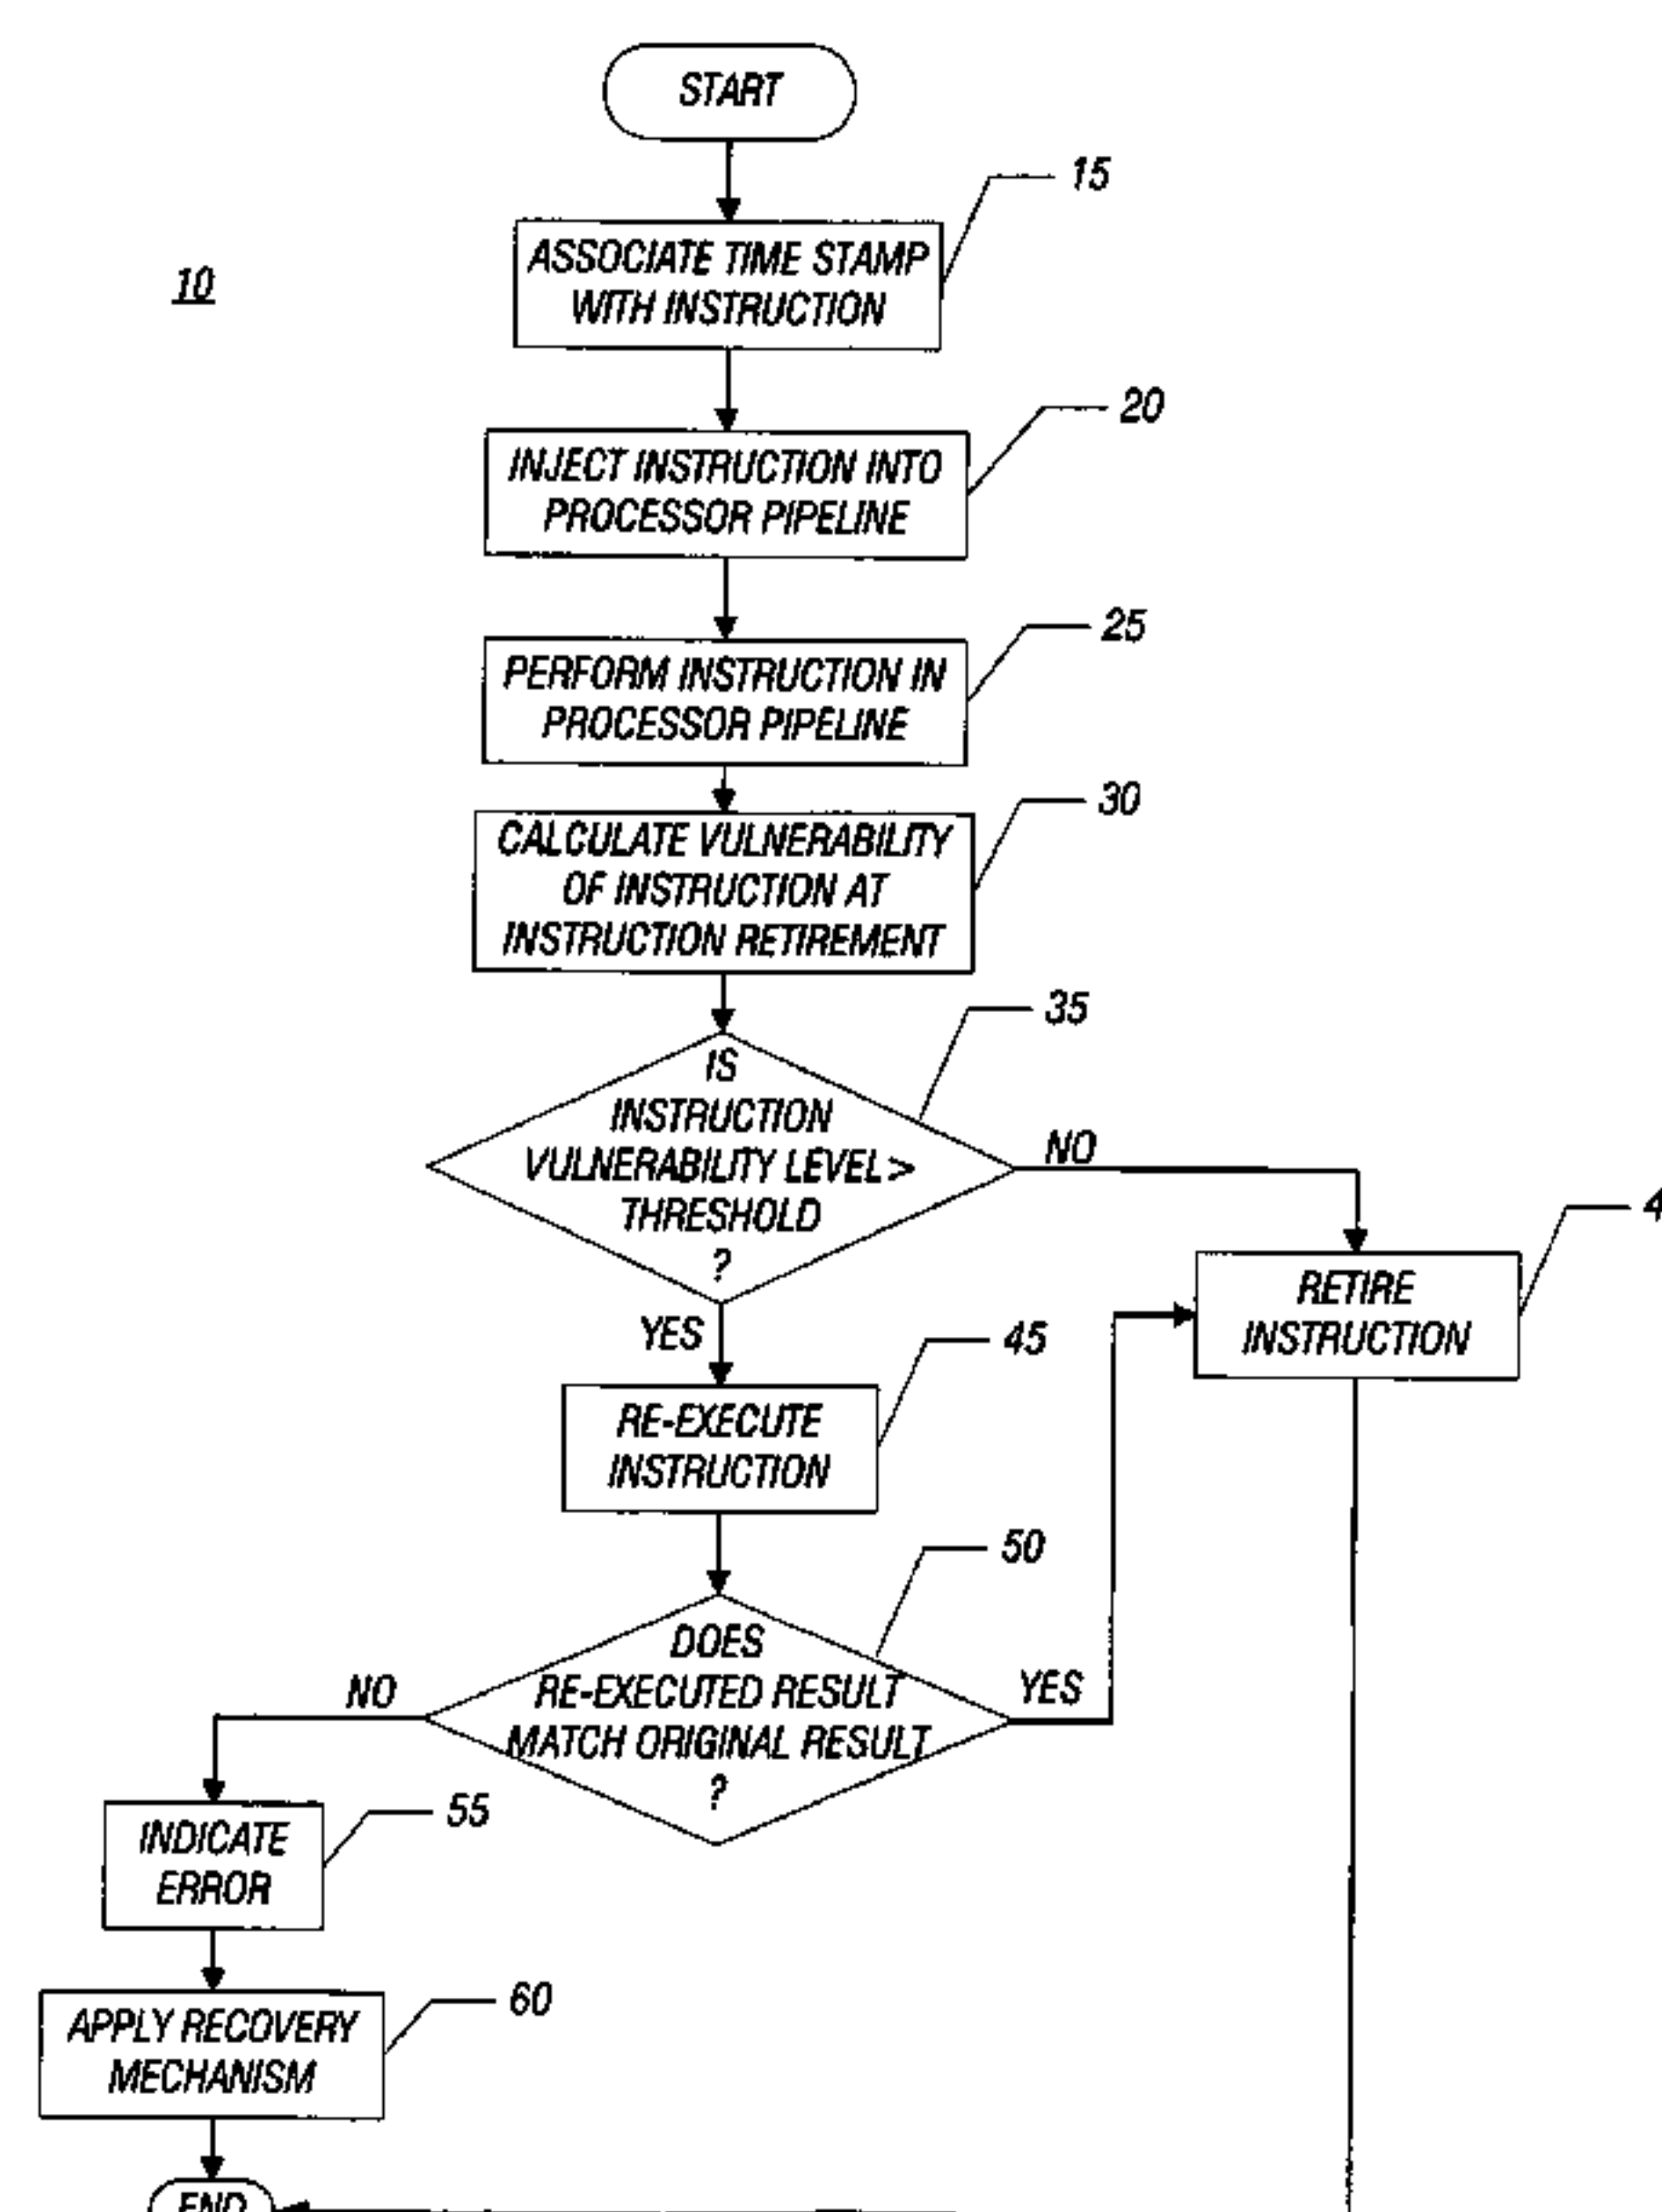 START
15
10
ASSOCIATE TIME STAMP
WITH INSTRUCTION
20
INJECT INSTRUCTION INTO
PROCESSOR PIPELINE
25
PERFORM INSTRUCTION IN
PROCESSOR PIPELINE
30
CALCULATE VULNERABILITY
OF INSTRUCTION AT
INSTRUCTION RETIREMENT
35
IS
INSTRUCTION
VULNERABILITY LEVEL >
THRESHOLD
?
NO
YES
RETIRE
INSTRUCTION
45
RE-EXECUTE
INSTRUCTION
50
DOES
RE-EXECUTED RESULT
MATCH ORIGINAL RESULT
?
NO
YES
55
INDICATE
ERROR
60
APPLY RECOVERY
MECHANISM
END